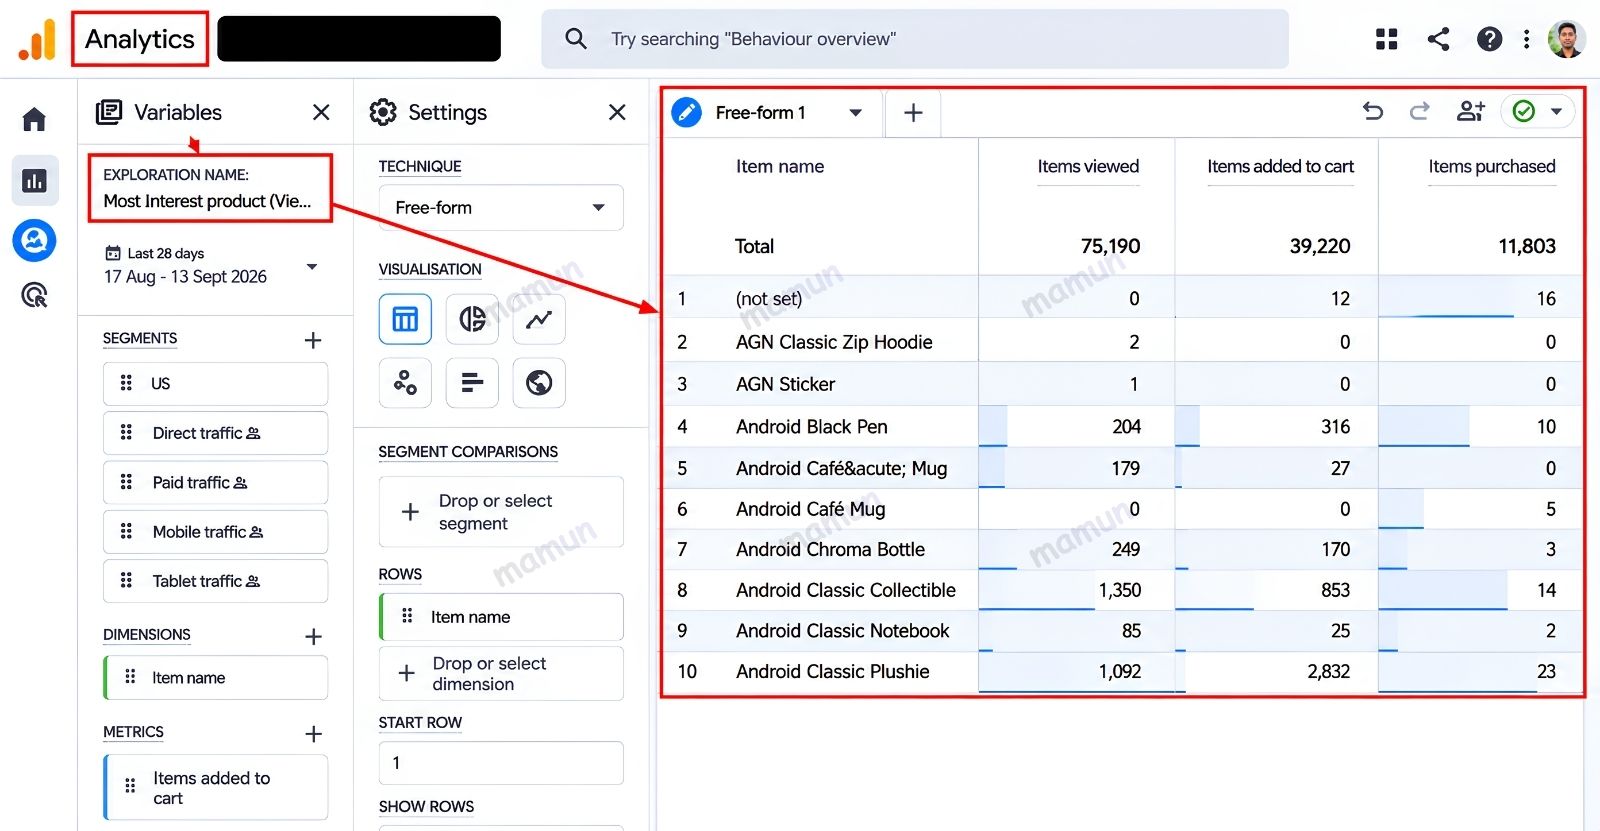 Analytics
Try searching "Behaviour overview"
Variables
EXPLORATION NAME:
Most Interest product (Vie...
Last 28 days
17 Aug - 13 Sept 2026
SEGMENTS
US
Direct traffic
Paid traffic
Mobile traffic
Tablet traffic
DIMENSIONS
Item name
METRICS
Items added to
cart
Settings
TECHNIQUE
Free-form
VISUALISATION
SEGMENT COMPARISONS
Drop or select
segment
ROWS
Item name
Drop or select
dimension
START ROW
1
SHOW ROWS
Free-form 1
Item name Items viewed Items added to cart Items purchased
Total 75,190 39,220 11,803
1 (not set) 0 12 16
2 AGN Classic Zip Hoodie 2 0 0
3 AGN Sticker 1 0 0
4 Android Black Pen 204 316 10
5 Android Café&acute; Mug 179 27 0
6 Android Café Mug 0 0 5
7 Android Chroma Bottle 249 170 3
8 Android Classic Collectible 1,350 853 14
9 Android Classic Notebook 85 25 2
10 Android Classic Plushie 1,092 2,832 23
mamun
mamun
mamun
mamun
mamun
mamun